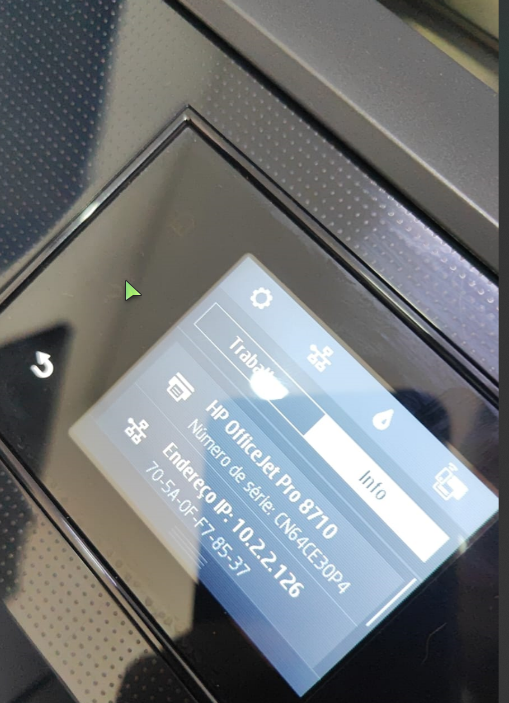 Trabal
Info
HP OfficeJet Pro 8710
Número de série: CN64CE30P4
Endereço IP: 10.2.2.126
70-5A-0F-F7-85-37